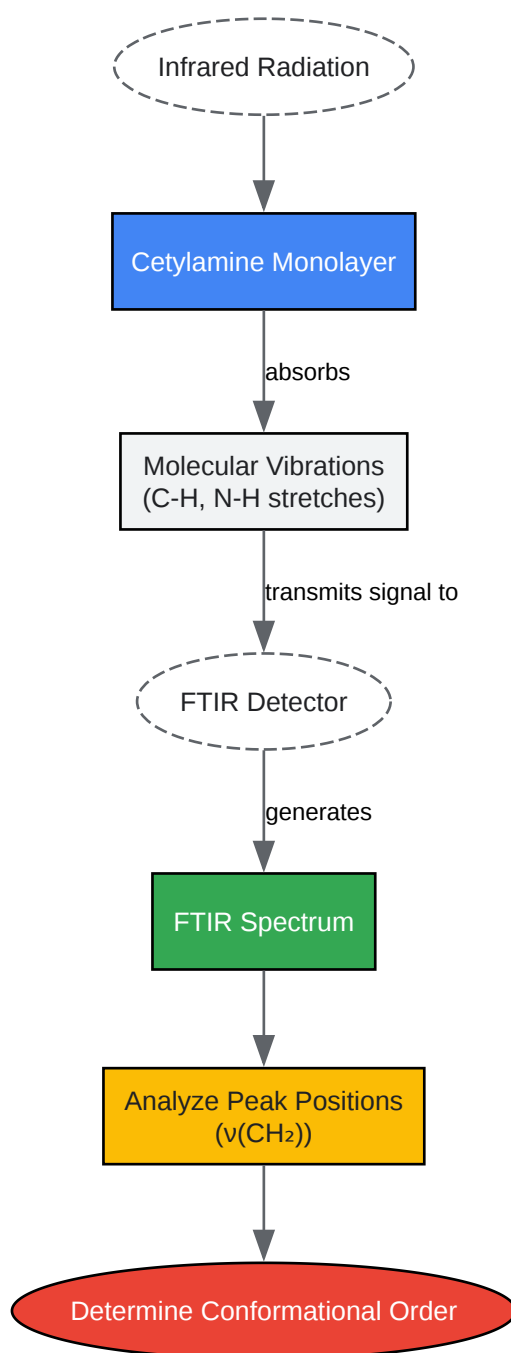 Infrared Radiation
Cetylamine Monolayer
absorbs
Molecular Vibrations
(C-H, N-H stretches)
transmits signal to
FTIR Detector
generates
FTIR Spectrum
Analyze Peak Positions
(ν(CH₂))
Determine Conformational Order